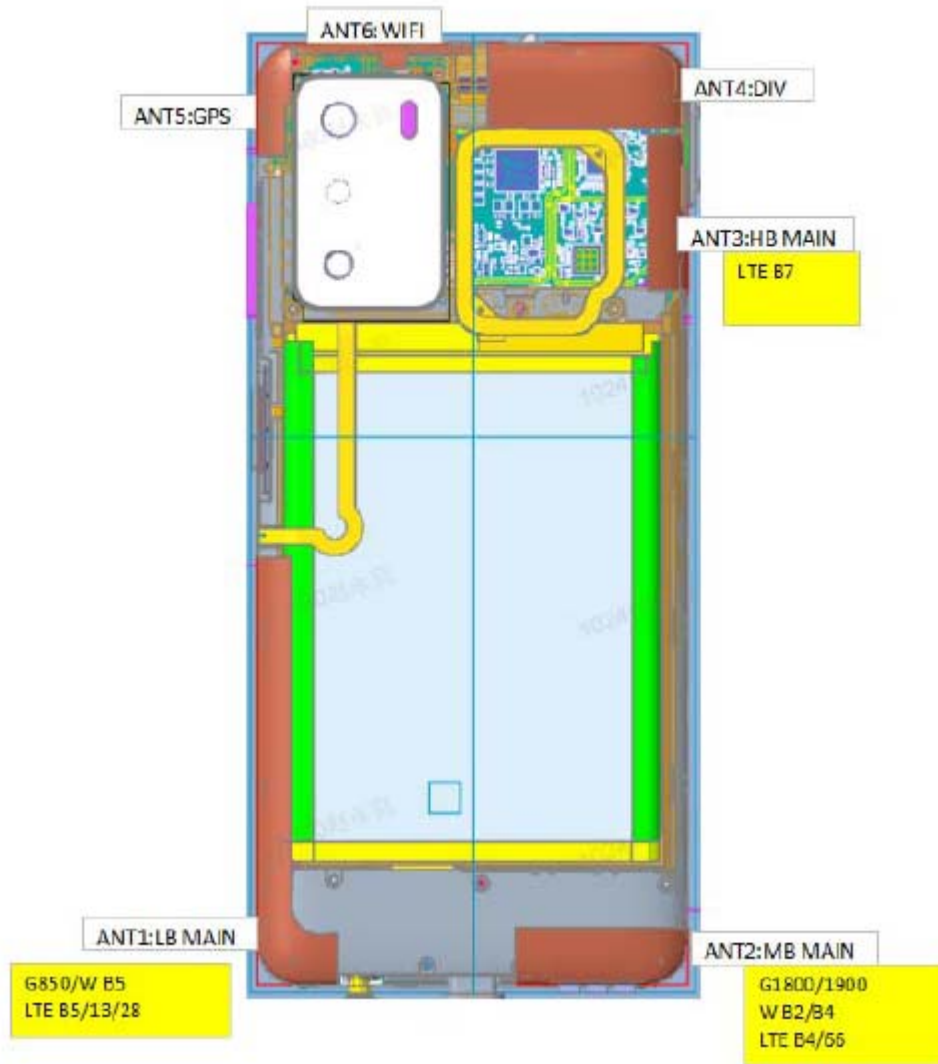 ANT6: WIFI
ANT5:GPS
ANT4:DIV
ANT3:HB MAIN
LTE B7
ANT1:LB MAIN
G850/W B5
LTE B5/13/28
ANT2:MB MAIN
G1800/1900
W B2/B4
LTE B4/66